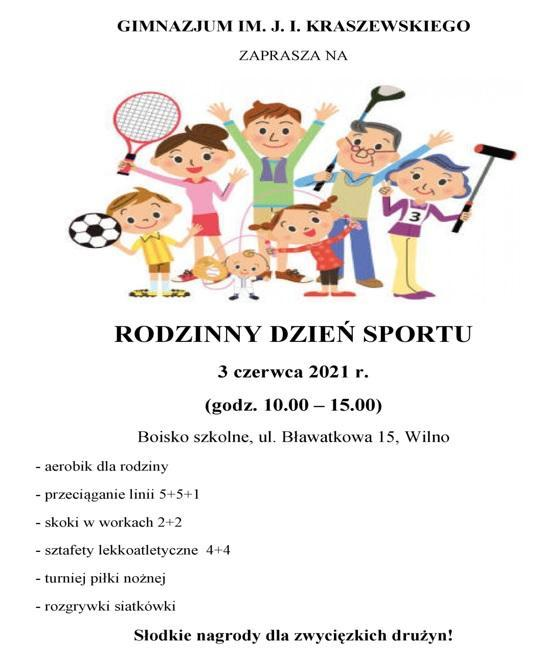 GIMNAZJUM IM. J. I. KRASZEWSKIEGO
ZAPRASZA NA
3
RODZINNY DZIEŃ SPORTU
3 czerwca 2021 r.
(godz. 10.00 – 15.00)
Boisko szkolne, ul. Bławatkowa 15, Wilno
- aerobik dla rodziny
- przeciąganie linii 5+5+1
- skoki w workach 2+2
- sztafety lekkoatletyczne 4+4
- turniej piłki nożnej
- rozgrywki siatkówki
Słodkie nagrody dla zwycięzkich drużyn!